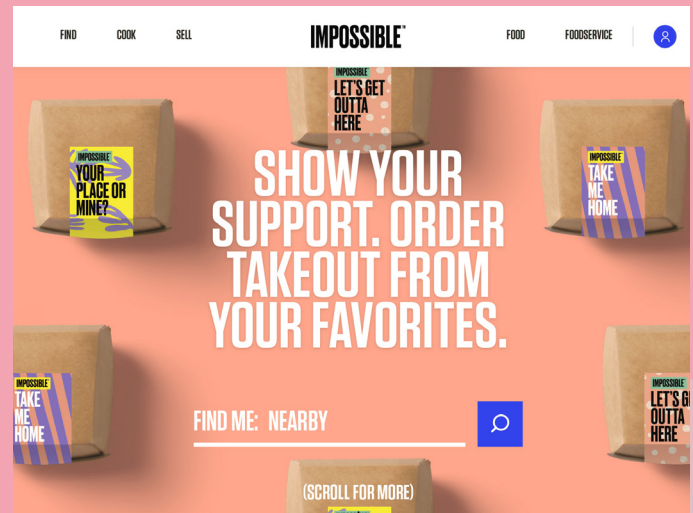 FIND
COOK
SELL
IMPOSSIBLE™
FOOD
FOODSERVICE
IMPOSSIBLE
LET'S GET
OUTTA
HERE
IMPOSSIBLE
YOUR
PLACE OR
MINE?
IMPOSSIBLE
TAKE
ME
HOME
SHOW YOUR
SUPPORT. ORDER
TAKEOUT FROM
YOUR FAVORITES.
IMPOSSIBLE
TAKE
ME
HOME
FIND ME: NEARBY
IMPOSSIBLE
LET'S G
OUTTA
HERE
(SCROLL FOR MORE)